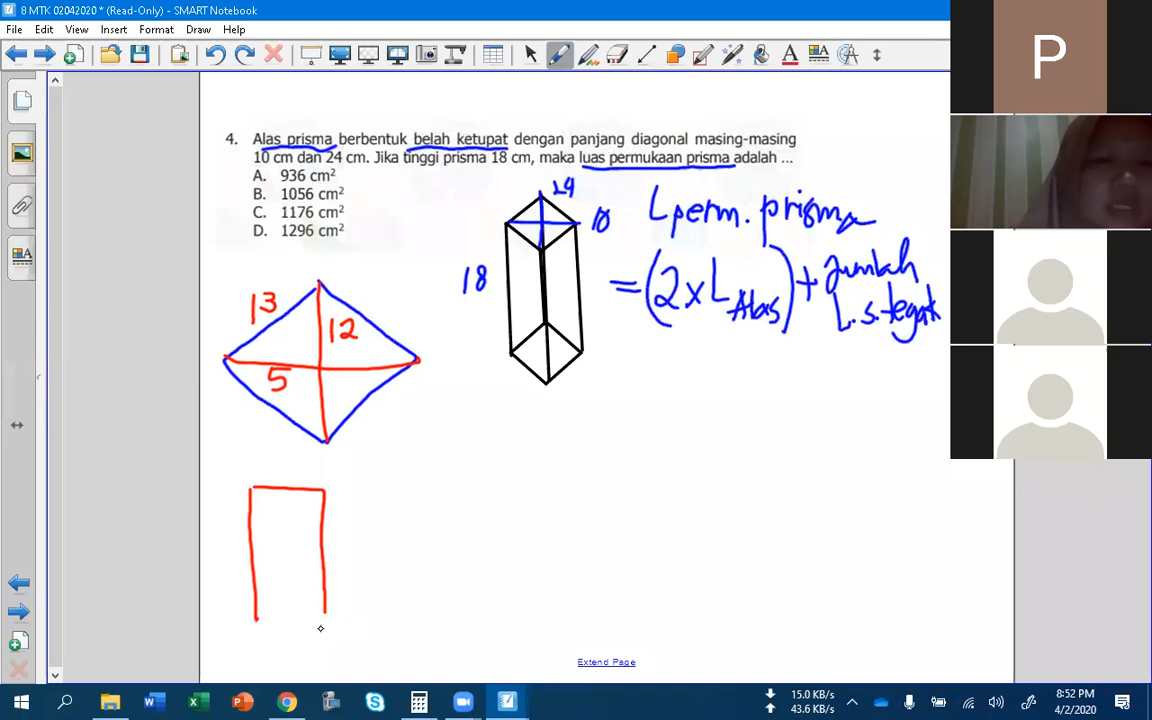 8 MTK 02042020 * (Read-Only) - SMART Notebook
File Edit View Insert Format Draw Help
P
4. Alas prisma berbentuk belah ketupat dengan panjang diagonal masing-masing
10 cm dan 24 cm. Jika tinggi prisma 18 cm, maka luas permukaan prisma adalah ...
A. 936 cm²
B. 1056 cm²
C. 1176 cm²
D. 1296 cm²
24
10
18
L perm. prisma
= (2 x L Alas) + jumlah
L. s. tegak
13
12
5
Extend Page
15.0 KB/s
43.6 KB/s
8:52 PM
4/2/2020